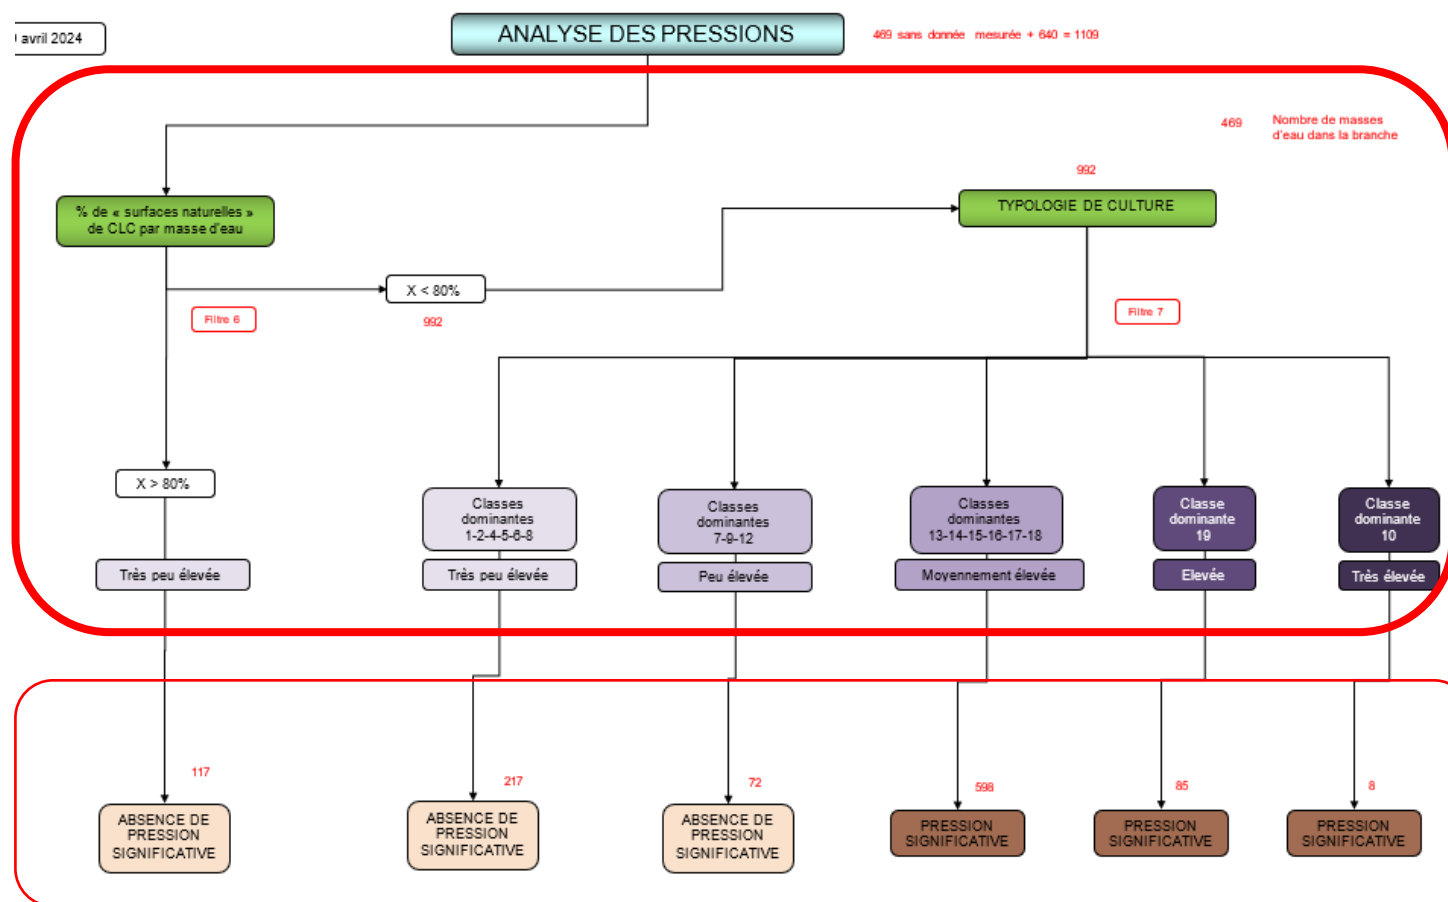 avril 2024
ANALYSE DES PRESSIONS
469 sans donnée mesurée + 640 = 1109
469
Nombre de masses
d'eau dans la branche
992
% de « surfaces naturelles »
de CLC par masse d'eau
TYPOLOGIE DE CULTURE
X < 80%
Filtre 6
992
Filtre 7
X > 80%
Classes
dominantes
1-2-4-5-6-8
Classes
dominantes
7-9-12
Classes
dominantes
13-14-15-16-17-18
Classe
dominante
19
Classe
dominante
10
Très peu élevée
Très peu élevée
Peu élevée
Moyennement élevée
Elevée
Très élevée
117
217
72
598
85
8
ABSENCE DE
PRESSION
SIGNIFICATIVE
ABSENCE DE
PRESSION
SIGNIFICATIVE
ABSENCE DE
PRESSION
SIGNIFICATIVE
PRESSION
SIGNIFICATIVE
PRESSION
SIGNIFICATIVE
PRESSION
SIGNIFICATIVE